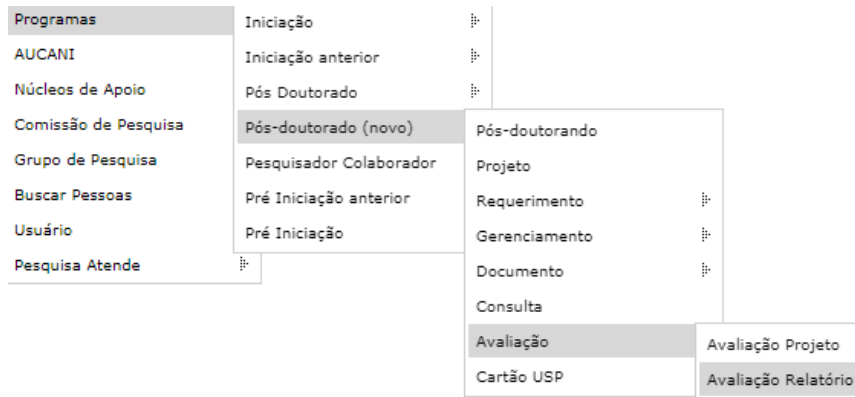 Programas
AUCANI
Núcleos de Apoio
Comissão de Pesquisa
Grupo de Pesquisa
Buscar Pessoas
Usuário
Pesquisa Atende
Iniciação
Iniciação anterior
Pós Doutorado
Pós-doutorado (novo)
Pesquisador Colaborador
Pré Iniciação anterior
Pré Iniciação
Pós-doutorando
Projeto
Requerimento
Gerenciamento
Documento
Consulta
Avaliação
Cartão USP
Avaliação Projeto
Avaliação Relatório